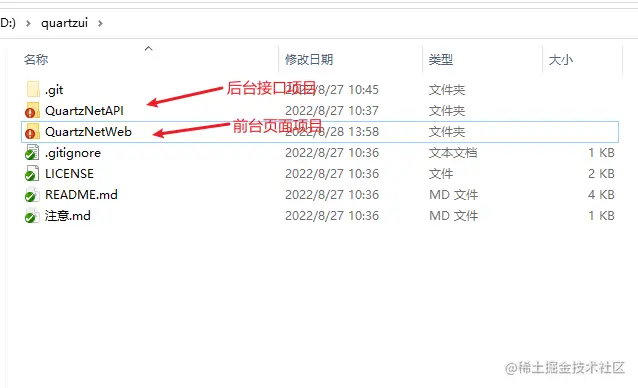 D:) > quartzui >
名称 修改日期 类型 大小
.git 2022/8/27 10:45 文件夹
后台接口项目
QuartzNetAPI 2022/8/27 10:37 文件夹
前台页面项目
QuartzNetWeb 2022/8/28 13:58 文件夹
.gitignore 2022/8/27 10:36 文本文档 1 KB
LICENSE 2022/8/27 10:36 文件 2 KB
README.md 2022/8/27 10:36 MD 文件 4 KB
注意.md 2022/8/27 10:36 MD 文件 1 KB
@稀土掘金技术社区